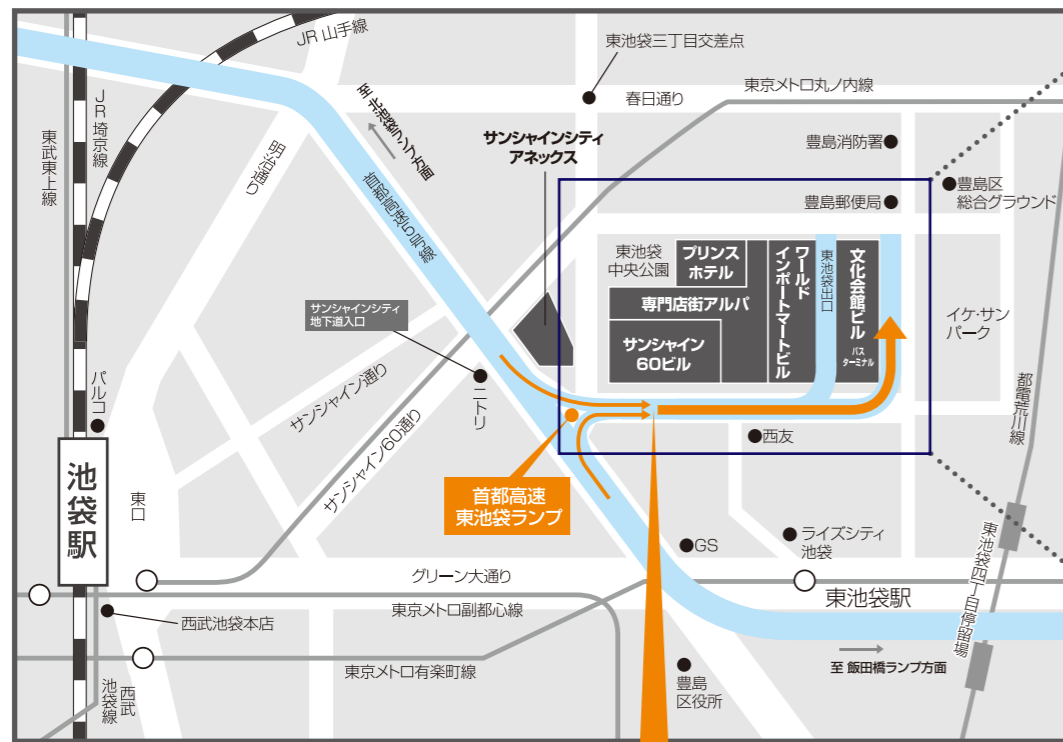 JR 山手線
東池袋三丁目交差点
東京メトロ丸ノ内線
春日通り
JR埼京線
東武東上線
至 北池袋ランプ方面
サンシャインシティ
アネックス
豊島消防署
明治通り
首都高速5号線
豊島区
総合グラウンド
豊島郵便局
東池袋
中央公園
プリンス
ホテル
ワールド
インポートマートビル
東池袋出口
文化会館ビル
バス
ターミナル
専門店街アルパ
サンシャイン
60ビル
イケ・サン
パーク
サンシャインシティ
地下道入口
パルコ
サンシャイン通り
ニトリ
都電荒川線
サンシャイン60通り
西友
池袋駅
東口
首都高速
東池袋ランプ
GS
ライズシティ
池袋
東池袋四丁目停留場
グリーン大通り
東池袋駅
東京メトロ副都心線
西武池袋本店
東京メトロ有楽町線
至 飯田橋ランプ方面
西武
池袋線
豊島
区役所